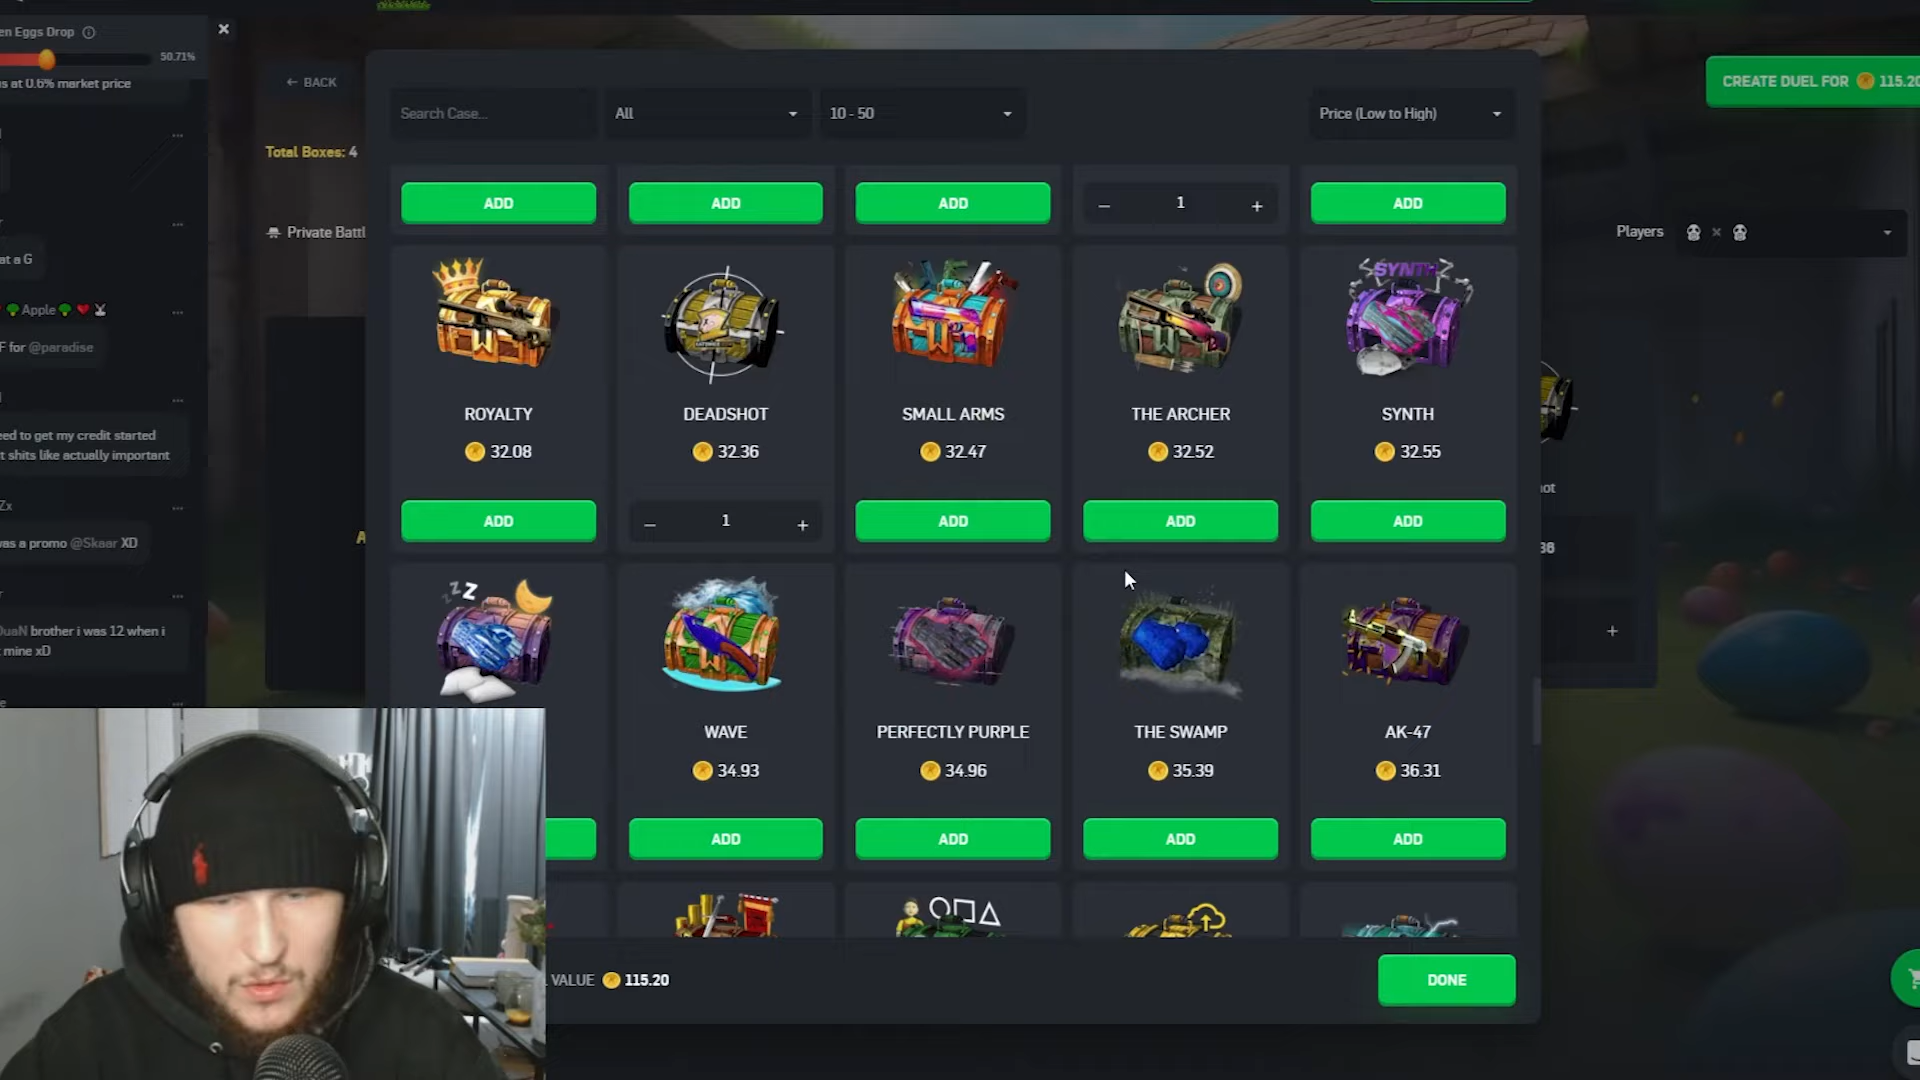 en Eggs Drop
50.71%
s at 0.6% market price
BACK
Search Case...
All
10 - 50
Price (Low to High)
CREATE DUEL FOR 115.20
Total Boxes: 4
ADD
ADD
ADD
– 1 +
ADD
Private Battl
Players
at a G
Apple
F for @paradise
ROYALTY
DEADSHOT
SMALL ARMS
THE ARCHER
SYNTH
32.08
32.36
32.47
32.52
32.55
eed to get my credit started
t shits like actually important
ADD
– 1 +
ADD
ADD
ADD
Zx
was a promo @Skaar XD
ot
DuaN brother i was 12 when i
mine xD
WAVE
PERFECTLY PURPLE
THE SWAMP
AK-47
34.93
34.96
35.39
36.31
ADD
ADD
ADD
ADD
VALUE 115.20
DONE